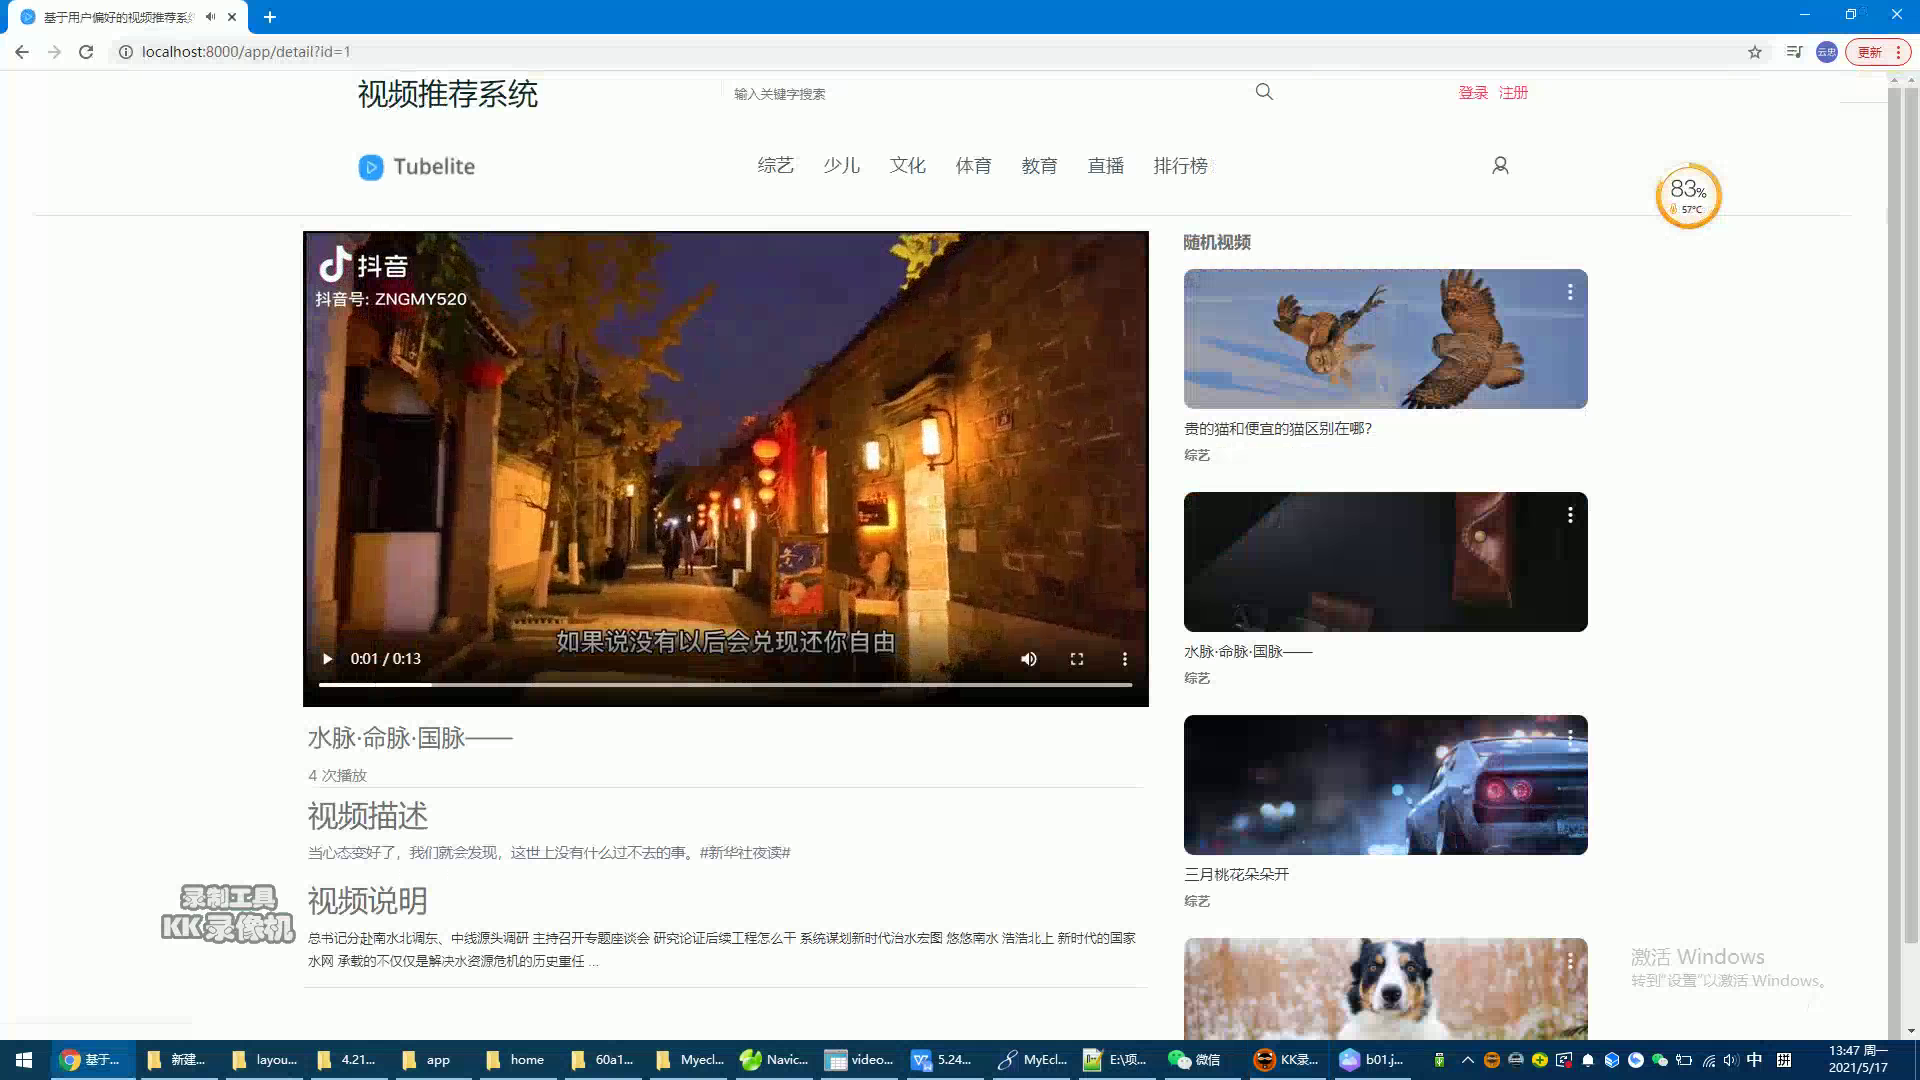 基于用户偏好的视频推荐系
localhost:8000/app/detail?id=1
云忠
更新
视频推荐系统
输入关键字搜索
登录 注册
Tubelite
综艺 少儿 文化 体育 教育 直播 排行榜
83%
57°C
抖音
抖音号: ZNGMY520
如果说没有以后会兑现还你自由
0:01 / 0:13
水脉·命脉·国脉——
4 次播放
视频描述
当心态变好了，我们就会发现，这世上没有什么过不去的事。#新华社夜读#
视频说明
总书记分赴南水北调东、中线源头调研 主持召开专题座谈会 研究论证后续工程怎么干 系统谋划新时代治水宏图 悠悠南水 浩浩北上 新时代的国家
水网 承载的不仅仅是解决水资源危机的历史重任 ...
随机视频
贵的猫和便宜的猫区别在哪?
综艺
水脉·命脉·国脉——
综艺
三月桃花朵朵开
综艺
录制工具
KK录像机
激活 Windows
转到"设置"以激活 Windows。
基于... 新建... layou... 4.21... app home 60a1... Myecl... Navic... video... 5.24... MyEcl... E:\项... 微信 KK录... b01.j... 中 拼
13:47 周一
2021/5/17